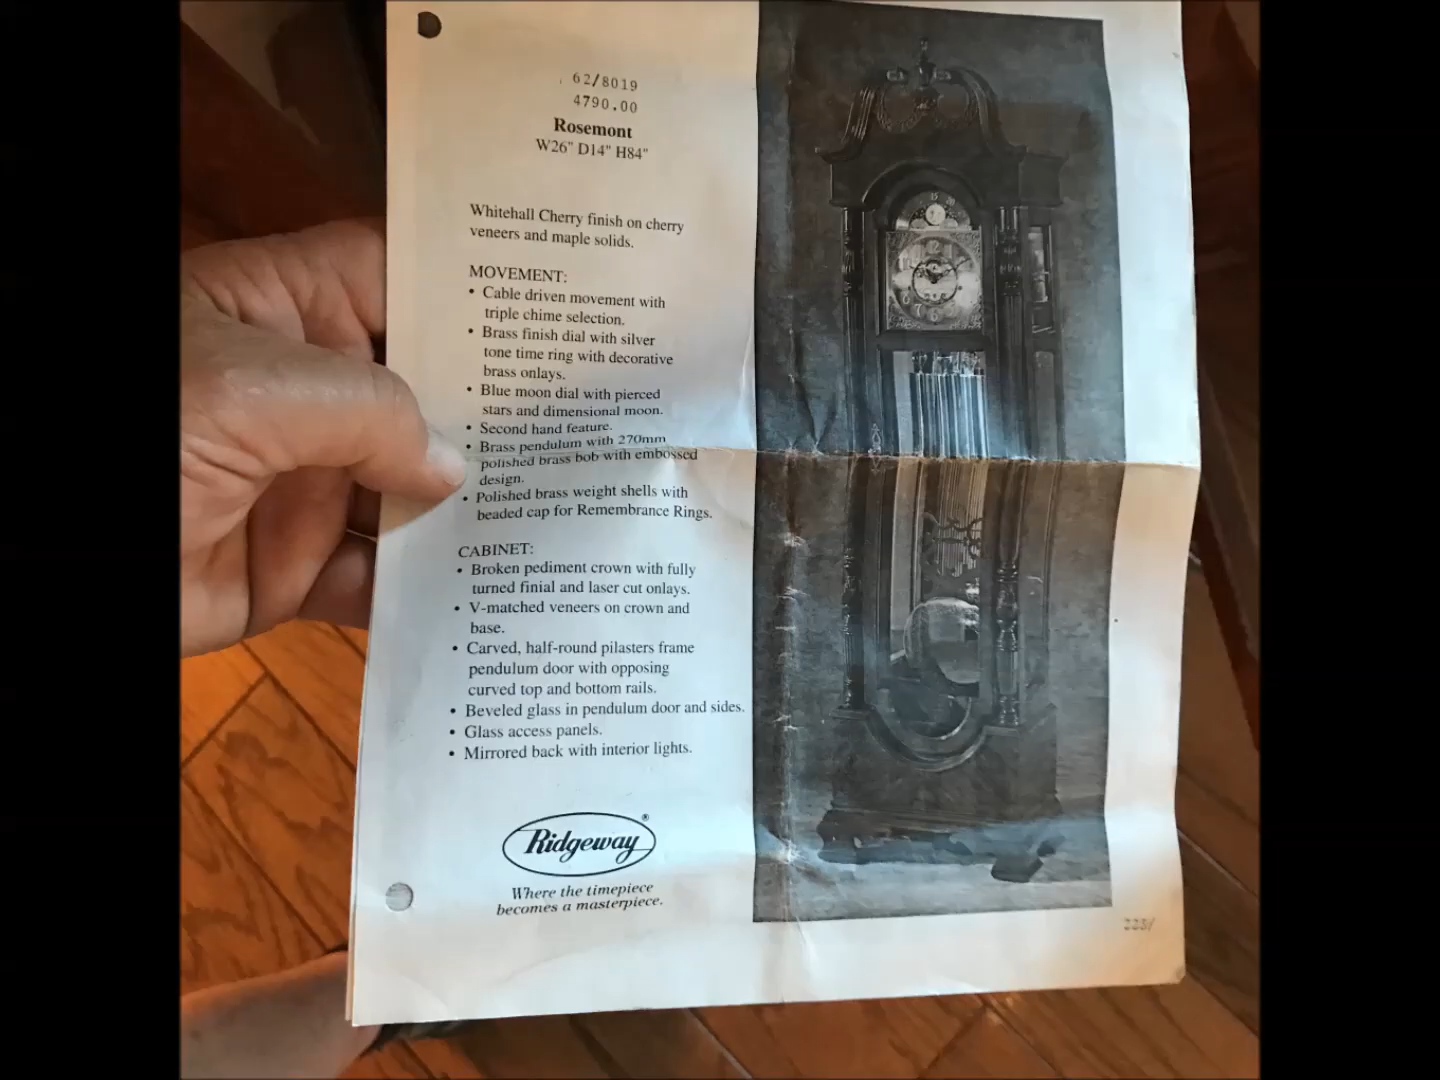 62/8019
4790.00
Rosemont
W26" D14" H84"
Whitehall Cherry finish on cherry
veneers and maple solids.
MOVEMENT:
• Cable driven movement with
triple chime selection.
• Brass finish dial with silver
tone time ring with decorative
brass onlays.
• Blue moon dial with pierced
stars and dimensional moon.
• Second hand feature.
• Brass pendulum with 270mm
polished brass bob with embossed
design.
• Polished brass weight shells with
beaded cap for Remembrance Rings.
CABINET:
• Broken pediment crown with fully
turned finial and laser cut onlays.
• V-matched veneers on crown and
base.
• Carved, half-round pilasters frame
pendulum door with opposing
curved top and bottom rails.
• Beveled glass in pendulum door and sides.
• Glass access panels.
• Mirrored back with interior lights.
Ridgeway®
Where the timepiece
becomes a masterpiece.